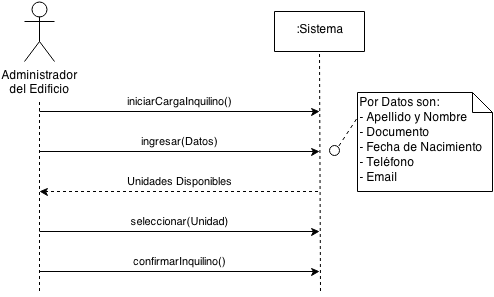 :Sistema
Administrador
del Edificio
iniciarCargaInquilino()
ingresar(Datos)
Por Datos son:
- Apellido y Nombre
- Documento
- Fecha de Nacimiento
- Teléfono
- Email
Unidades Disponibles
seleccionar(Unidad)
confirmarInquilino()